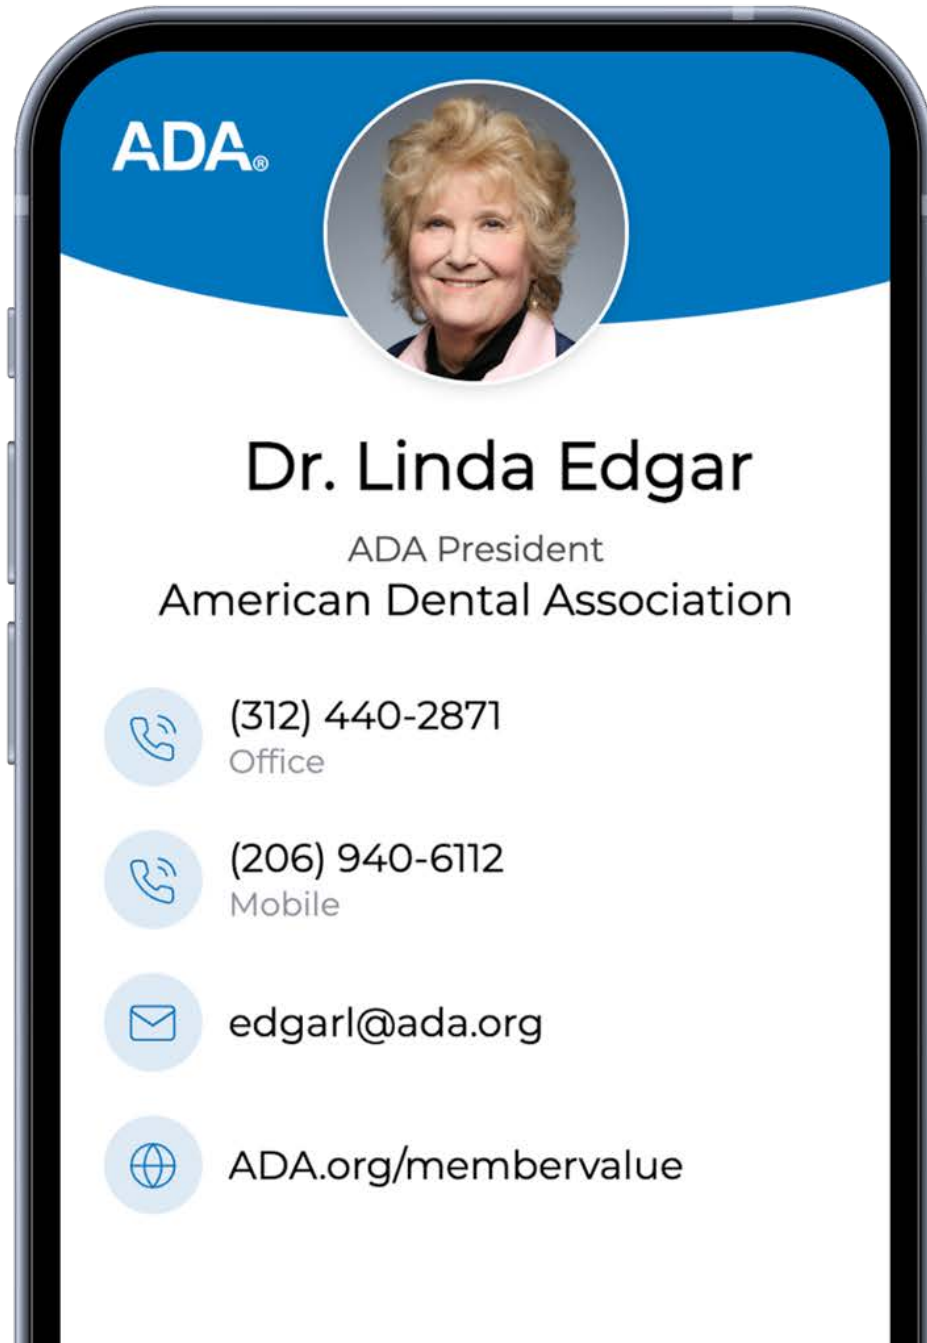 ADA®
Dr. Linda Edgar
ADA President
American Dental Association
(312) 440-2871
Office
(206) 940-6112
Mobile
edgarl@ada.org
ADA.org/membervalue